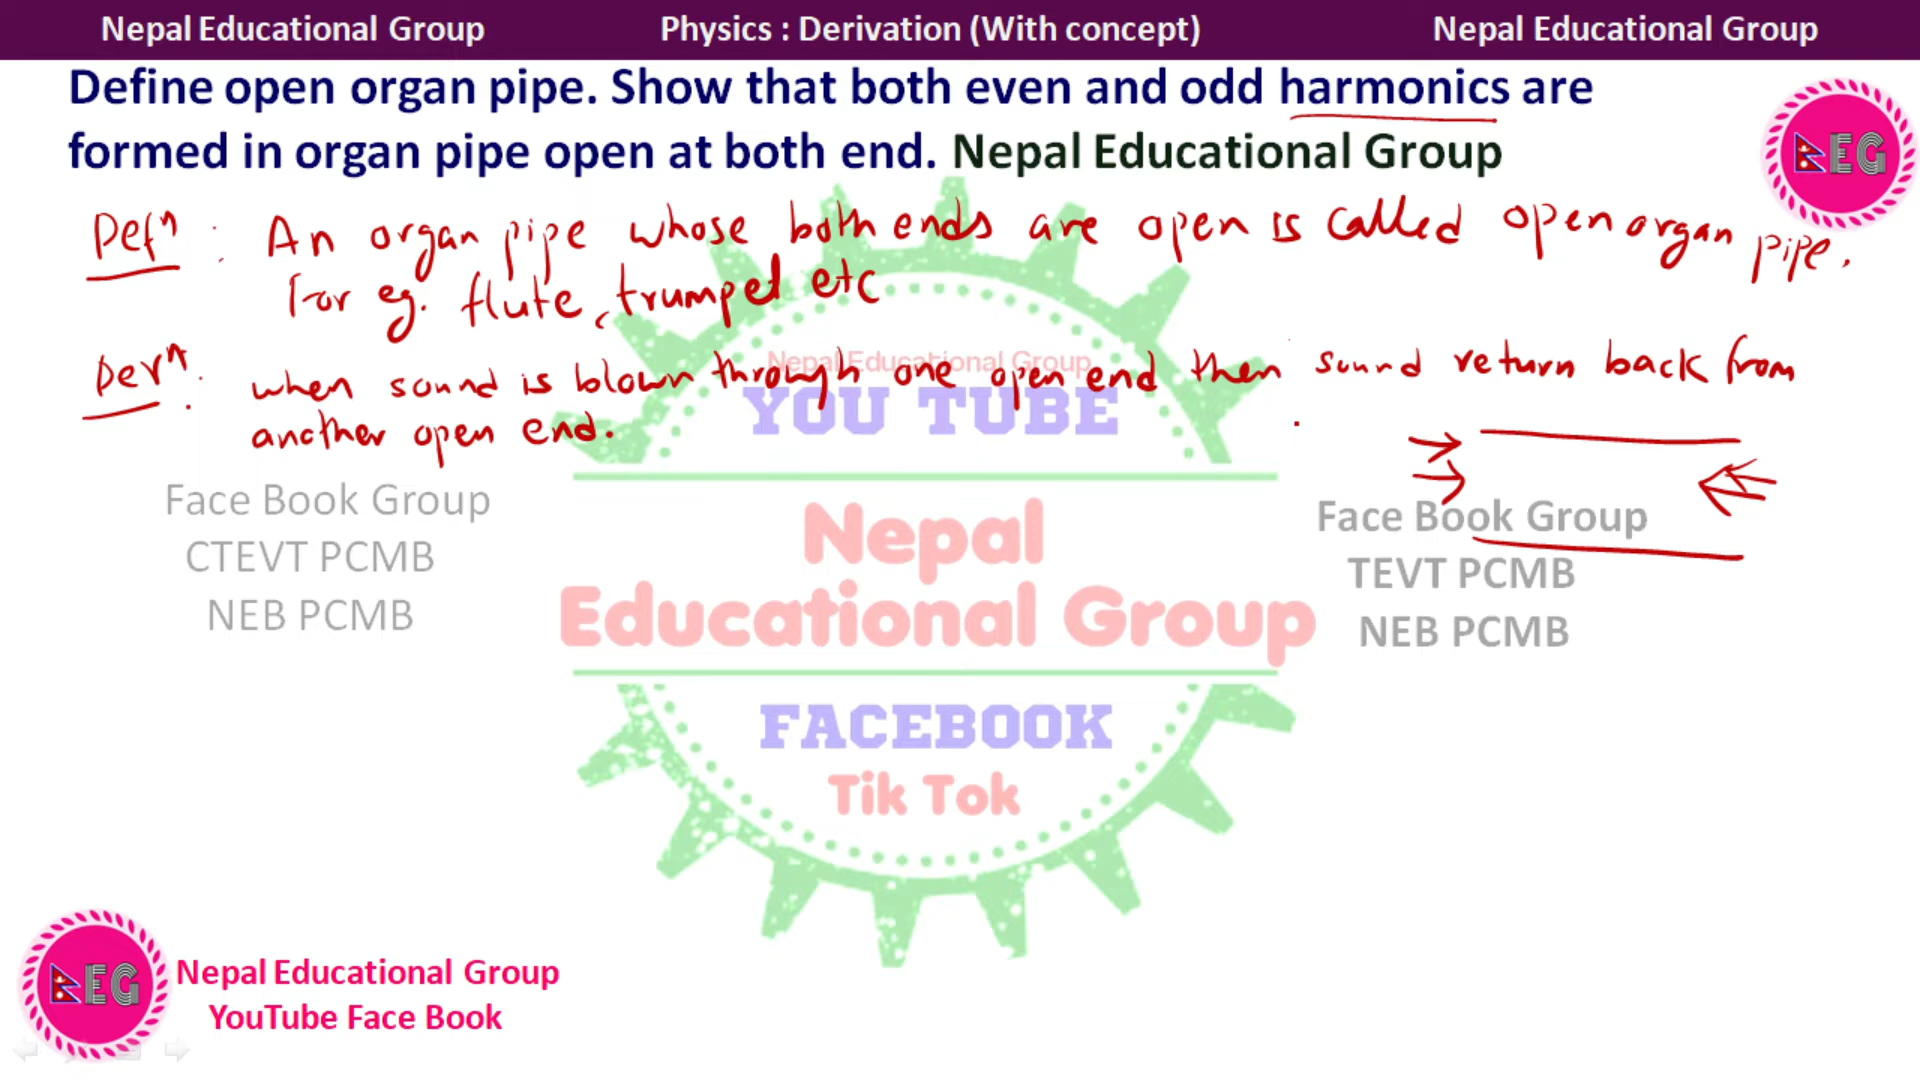 Nepal Educational Group Physics : Derivation (With concept) Nepal Educational Group
Define open organ pipe. Show that both even and odd harmonics are
formed in organ pipe open at both end. Nepal Educational Group
EG
Defⁿ : An organ pipe whose both ends are open is called open organ pipe.
For eg. flute, trumpet etc
Nepal Educational Group
Derⁿ : when sound is blown through one open end then sound return back from
another open end.
YOU TUBE
Face Book Group
CTEVT PCMB
NEB PCMB
Nepal
Educational Group
Face Book Group
TEVT PCMB
NEB PCMB
FACEBOOK
Tik Tok
EG
Nepal Educational Group
YouTube Face Book